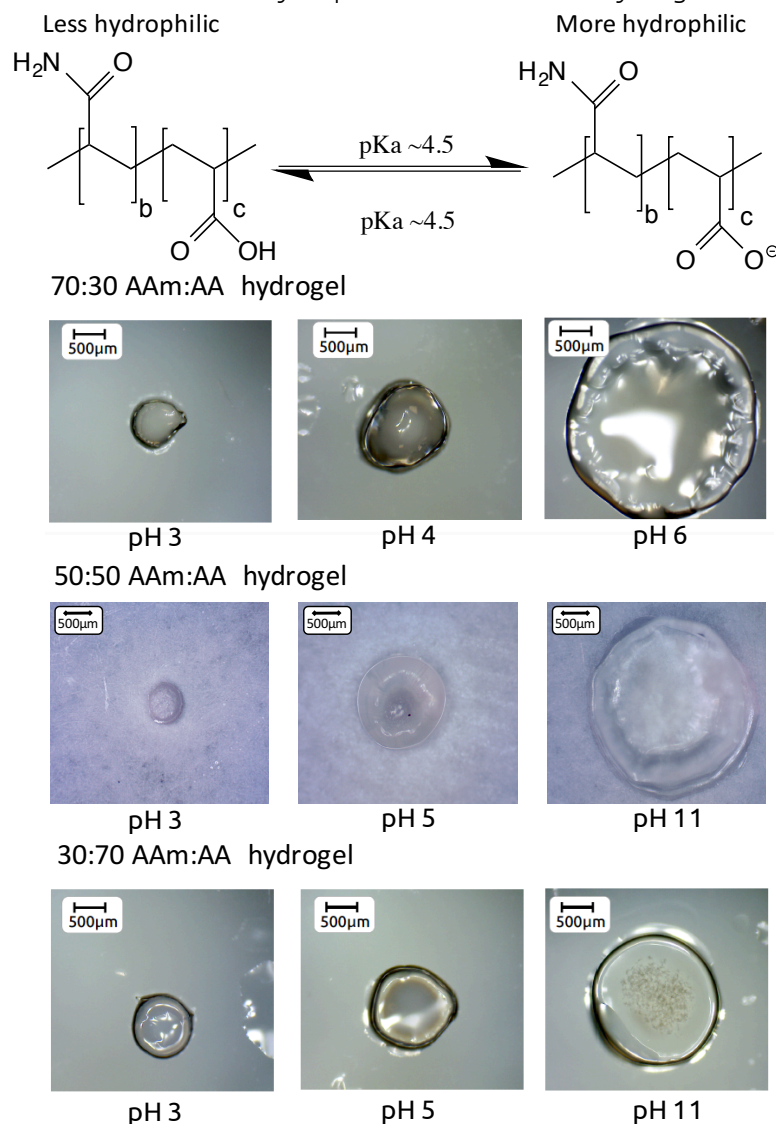 Less hydrophilic More hydrophilic
H₂N O H₂N O
pKa ~4.5
b c b c
pKa ~4.5
O OH O O⊖
70:30 AAm:AA hydrogel
500µm 500µm 500µm
pH 3 pH 4 pH 6
50:50 AAm:AA hydrogel
500µm 500µm 500µm
pH 3 pH 5 pH 11
30:70 AAm:AA hydrogel
500µm 500µm 500µm
pH 3 pH 5 pH 11